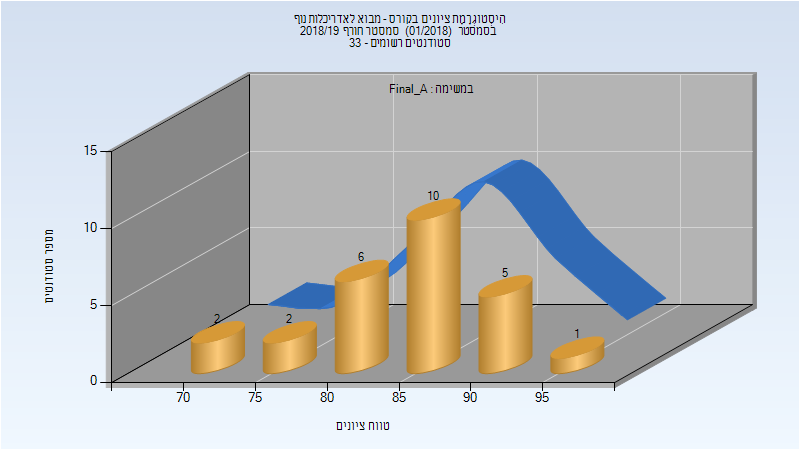 היסטוגרמת ציונים בקורס - מבוא לאדריכלות נוף
בסמסטר (01/2018) סמסטר חורף 2018/19
סטודנטים רשומים - 33
במשימה : Final_A
15
10
5
0
מספר סטודנטים
2
2
6
10
5
1
70
75
80
85
90
95
טווח ציונים